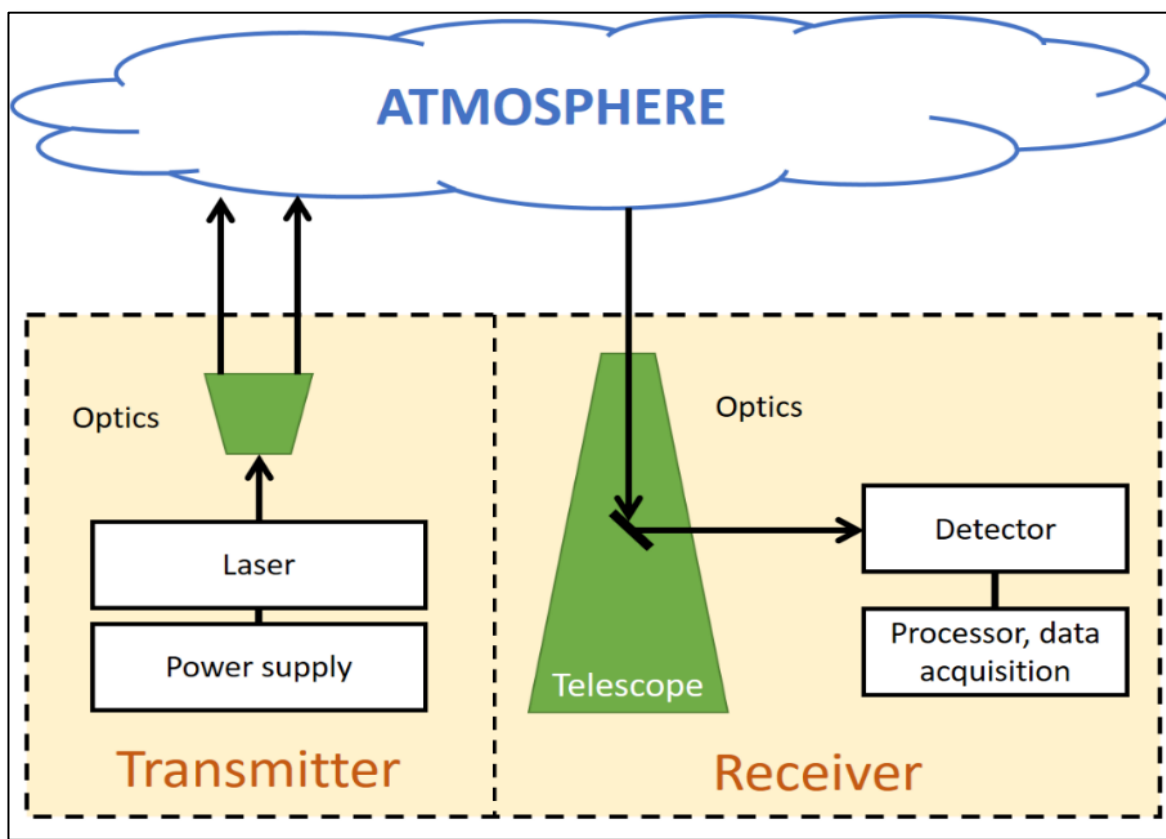 ATMOSPHERE
Optics
Laser
Power supply
Transmitter
Optics
Detector
Processor, data
acquisition
Telescope
Receiver